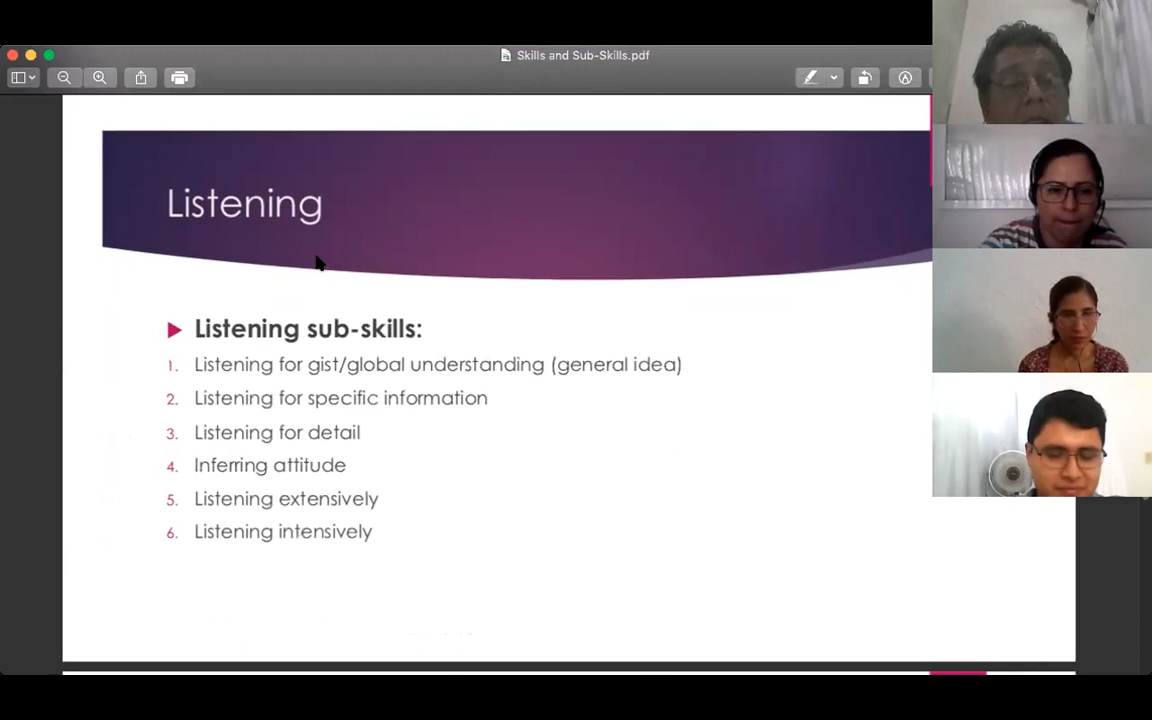 Skills and Sub-Skills.pdf
Listening
Listening sub-skills:
1. Listening for gist/global understanding (general idea)
2. Listening for specific information
3. Listening for detail
4. Inferring attitude
5. Listening extensively
6. Listening intensively